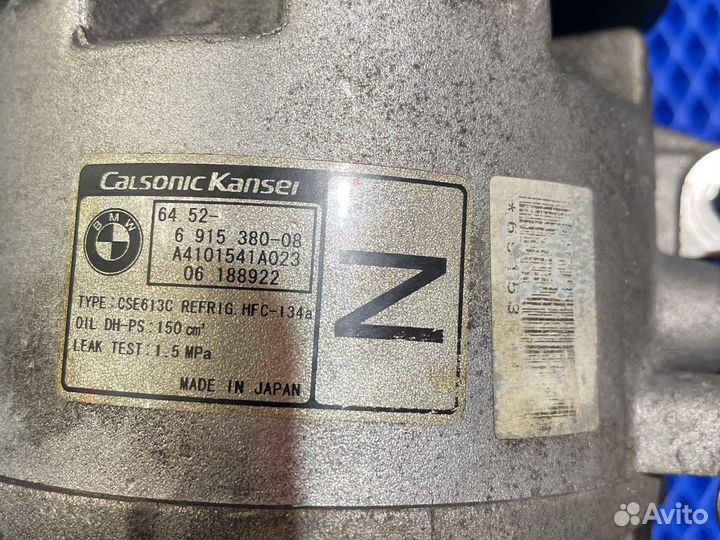 Calsonic Kansei
BMW
64 52-
6 915 380-08
A4101541A023
06 188922
TYPE:CSE613C REFRIG.HFC-134a
OIL DH-PS:150cm³
LEAK TEST:1.5 MPa
MADE IN JAPAN
Z
Avito